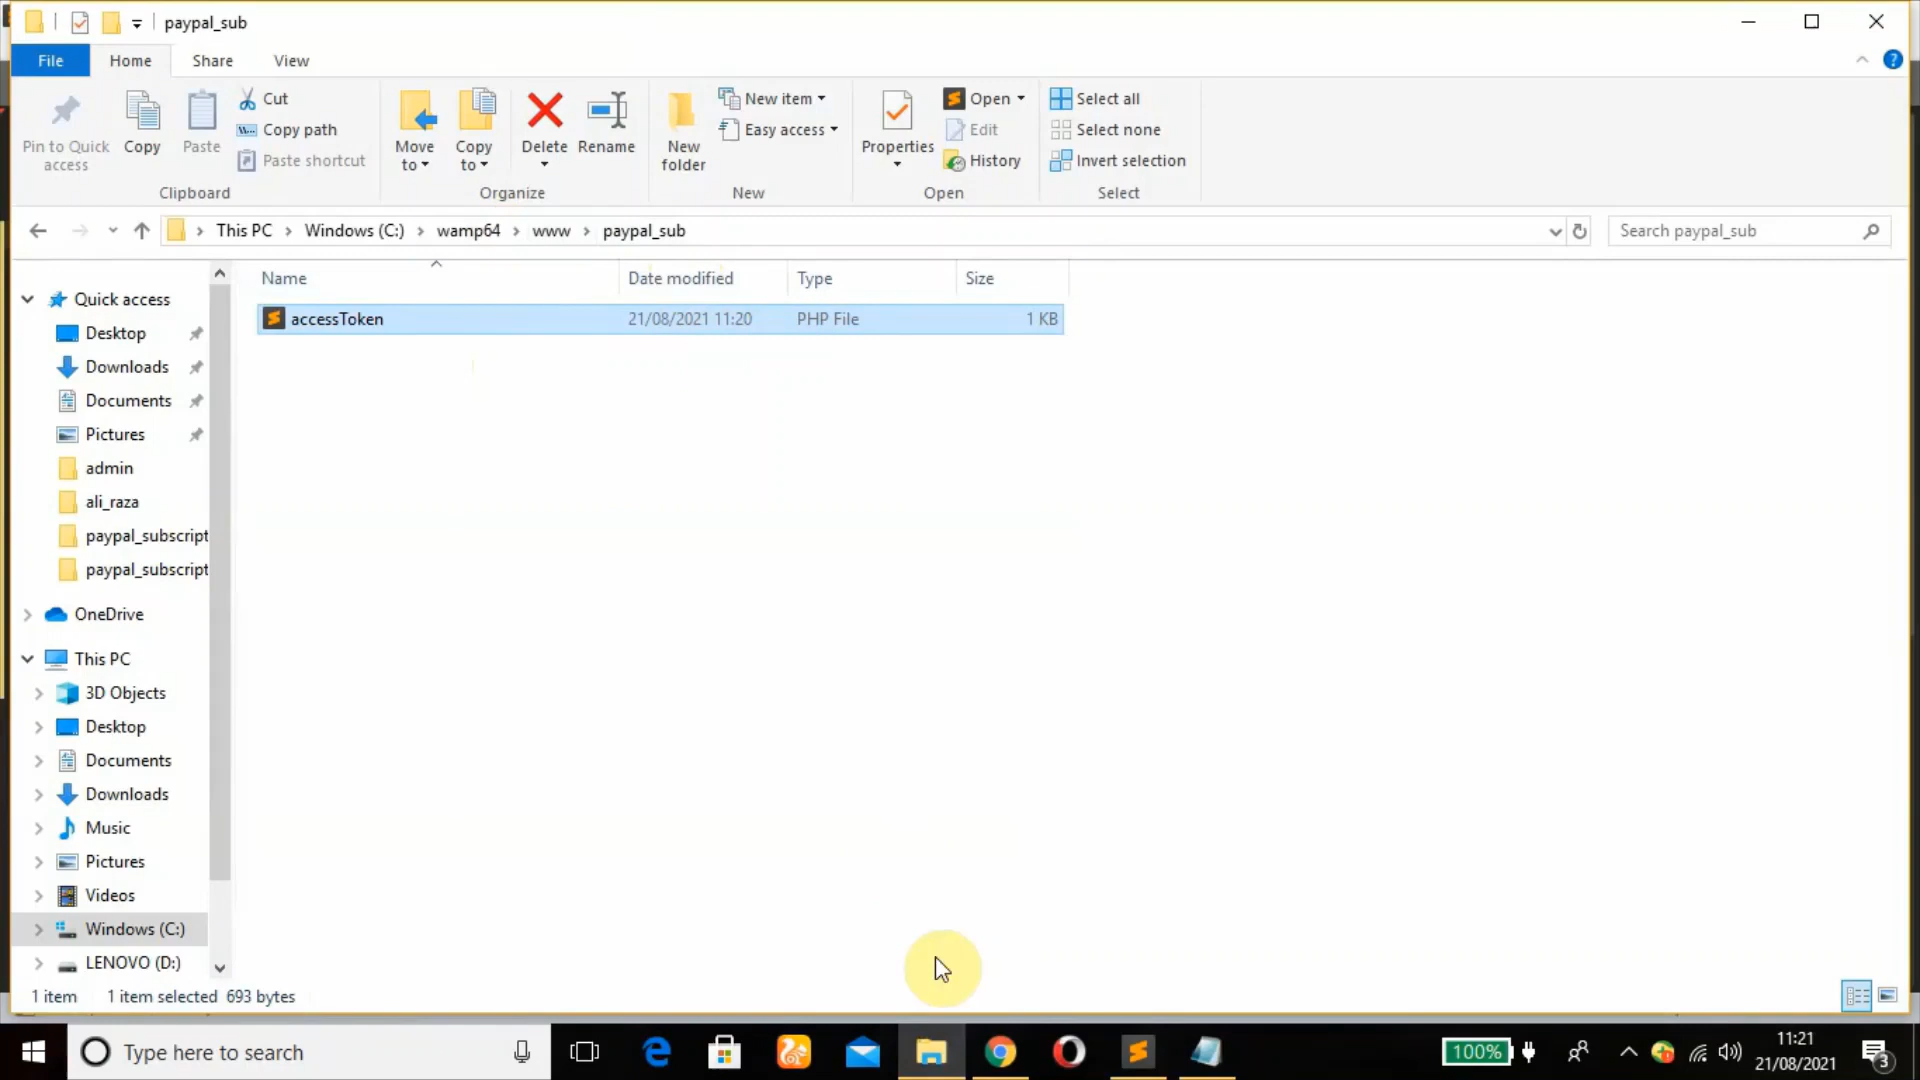 paypal_sub
File
Home
Share
View
Pin to Quick access
Copy
Paste
Cut
Copy path
Paste shortcut
Clipboard
Move to
Copy to
Delete
Rename
Organize
New folder
New item
Easy access
New
Properties
Open
Edit
History
Open
Select all
Select none
Invert selection
Select
This PC > Windows (C:) > wamp64 > www > paypal_sub
Search paypal_sub
Name
Date modified
Type
Size
accessToken
21/08/2021 11:20
PHP File
1 KB
Quick access
Desktop
Downloads
Documents
Pictures
admin
ali_raza
paypal_subscript
paypal_subscript
OneDrive
This PC
3D Objects
Desktop
Documents
Downloads
Music
Pictures
Videos
Windows (C:)
LENOVO (D:)
1 item
1 item selected 693 bytes
Type here to search
100%
11:21
21/08/2021
3